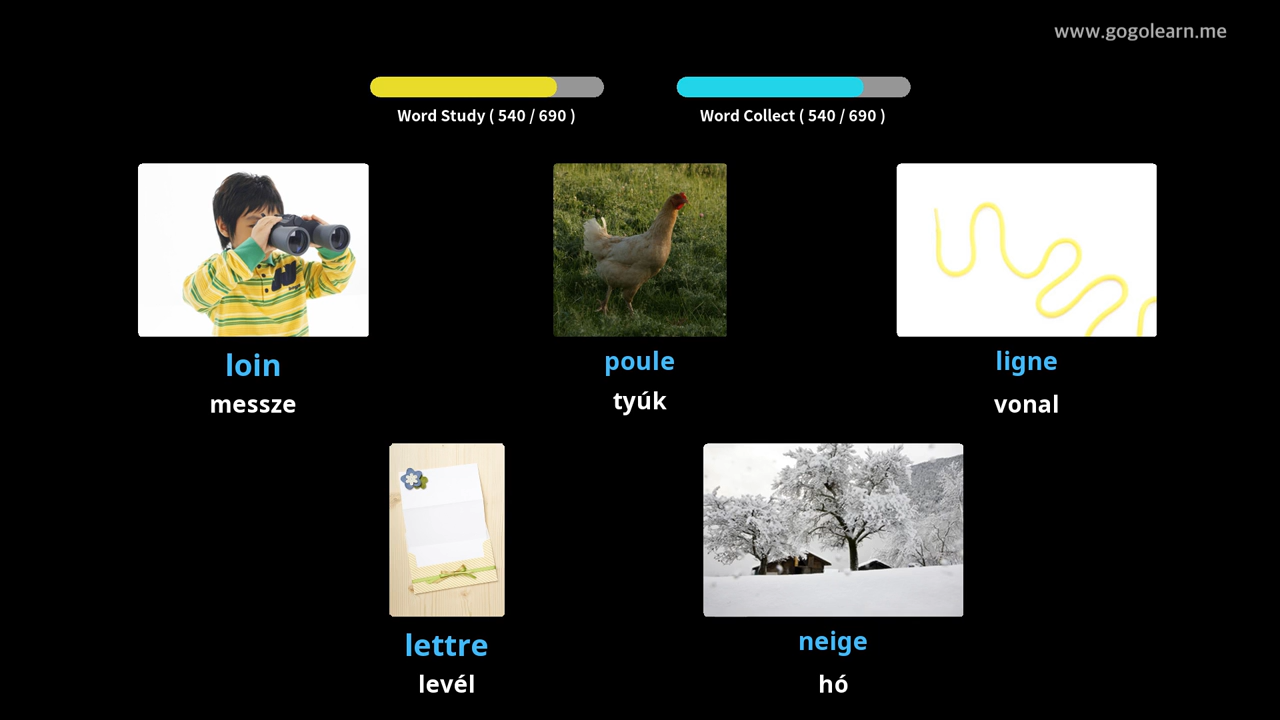 www.gogolearn.me
Word Study ( 540 / 690 )
Word Collect ( 540 / 690 )
loin
messze
poule
tyúk
ligne
vonal
lettre
levél
neige
hó